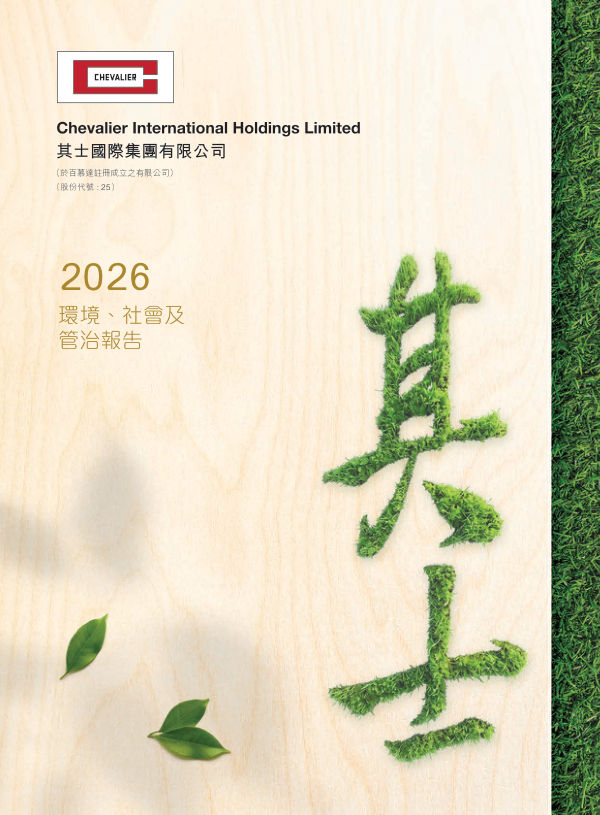 CHEVALIER
Chevalier International Holdings Limited
其士國際集團有限公司
(於百慕達註冊成立之有限公司)
(股份代號 : 25)
2026
環境、社會及
管治報告
其
士